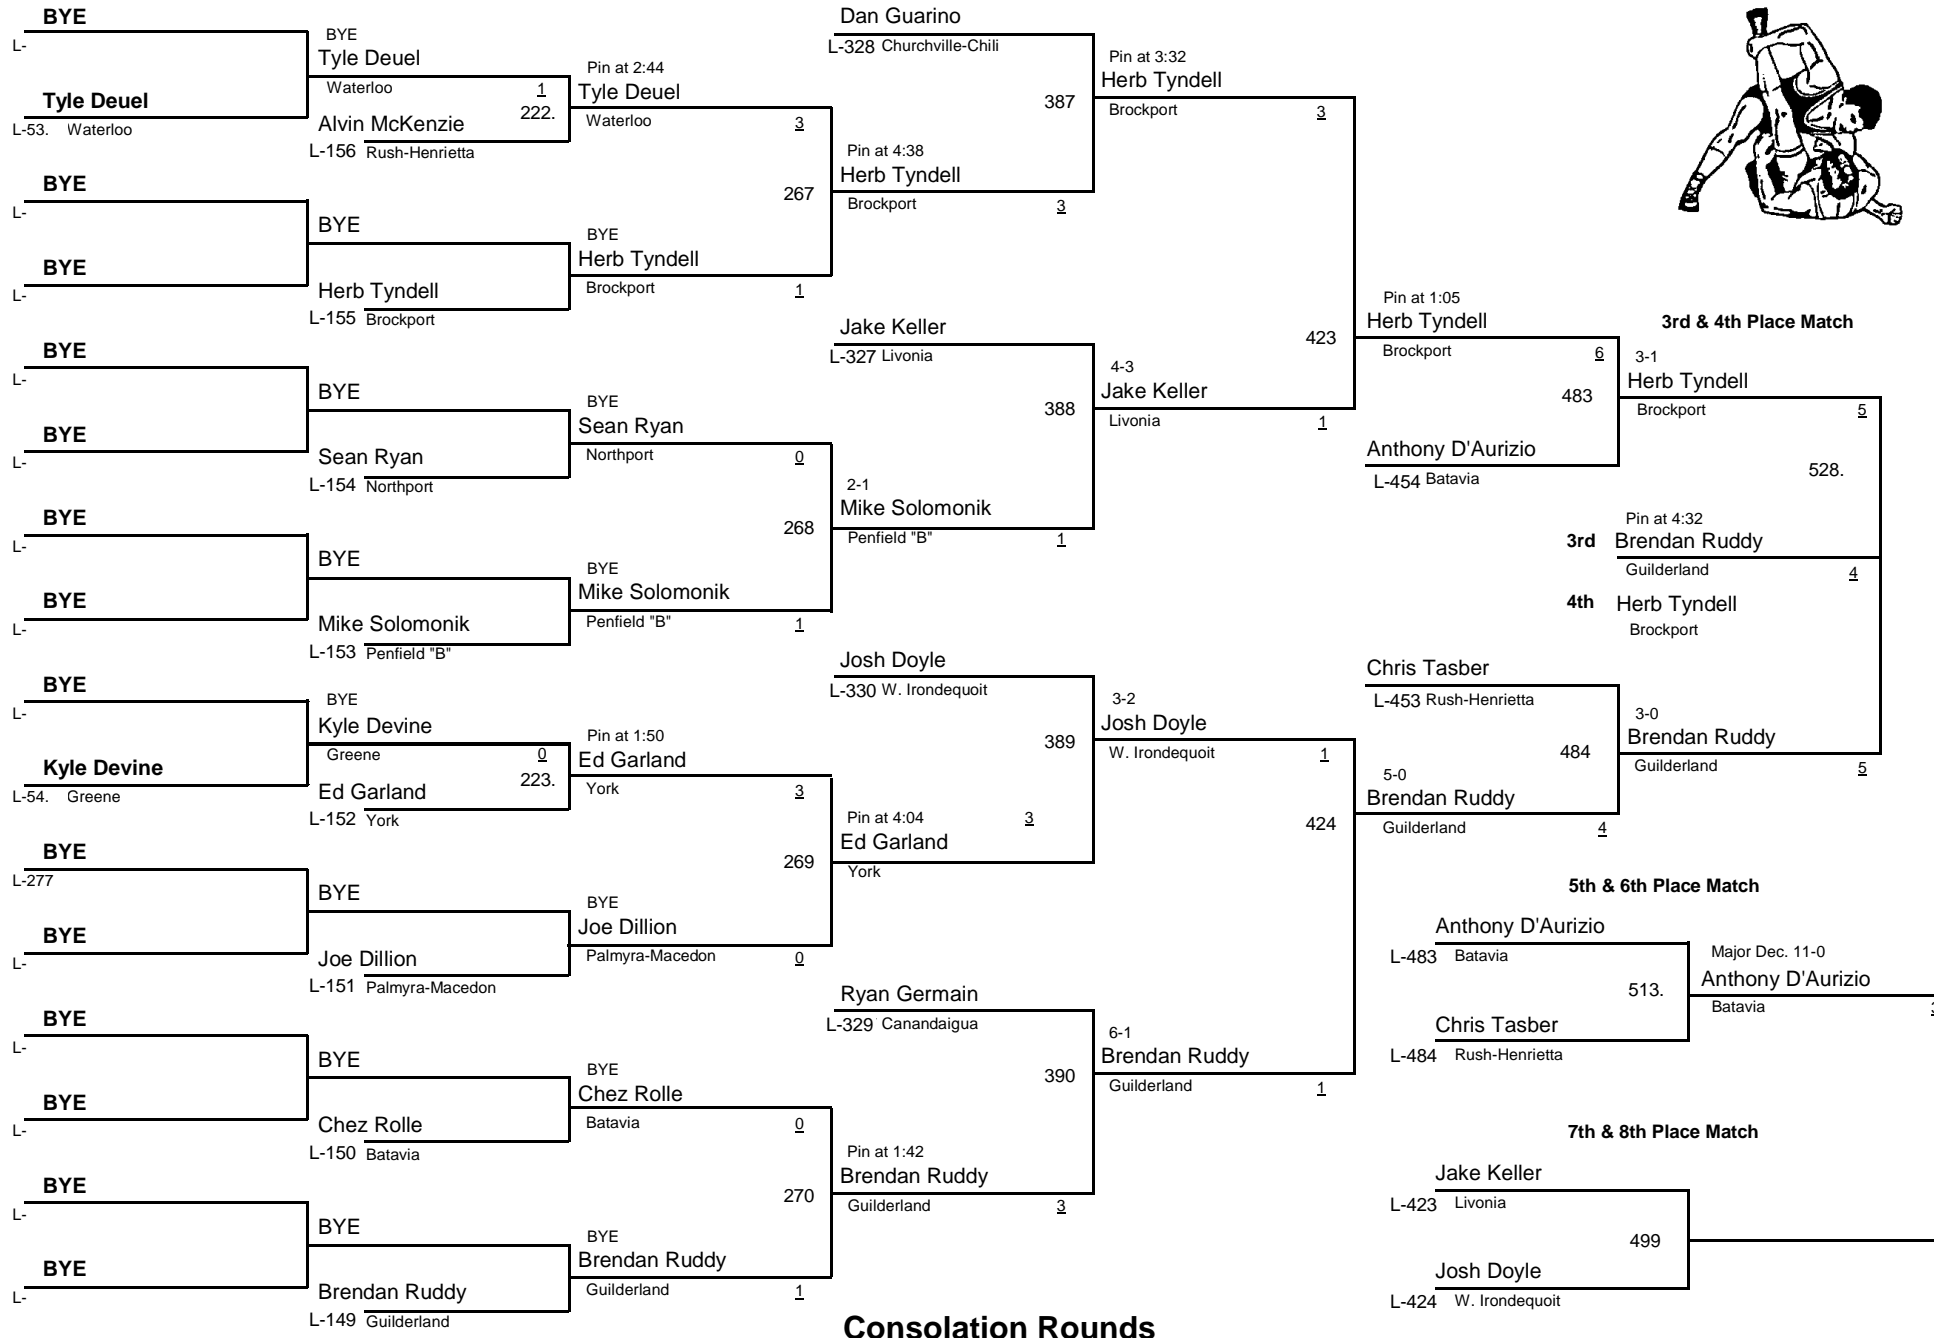 BYE
L-
Tyle Deuel
L-53. Waterloo
BYE
L-
BYE
L-
BYE
L-
BYE
L-
BYE
L-
BYE
L-
BYE
L-
Kyle Devine
L-54. Greene
BYE
L-277
BYE
L-
BYE
L-
BYE
L-
BYE
L-
BYE
L-
BYE
Tyle Deuel
Waterloo 1
222.
Alvin McKenzie
L-156 Rush-Henrietta
BYE
Herb Tyndell
L-155 Brockport
BYE
Sean Ryan
L-154 Northport
BYE
Mike Solomonik
L-153 Penfield "B"
BYE
Kyle Devine
Greene 0
223.
Ed Garland
L-152 York
BYE
Joe Dillion
L-151 Palmyra-Macedon
BYE
Chez Rolle
L-150 Batavia
BYE
Brendan Ruddy
L-149 Guilderland
Pin at 2:44
Tyle Deuel
Waterloo 3
267
BYE
Herb Tyndell
Brockport 1
BYE
Sean Ryan
Northport 0
268
BYE
Mike Solomonik
Penfield "B" 1
Pin at 1:50
Ed Garland
York 3
269
BYE
Joe Dillion
Palmyra-Macedon 0
BYE
Chez Rolle
Batavia 0
270
BYE
Brendan Ruddy
Guilderland 1
Dan Guarino
L-328 Churchville-Chili
387
Pin at 4:38
Herb Tyndell
Brockport 3
Jake Keller
L-327 Livonia
388
2-1
Mike Solomonik
Penfield "B" 1
Josh Doyle
L-330 W. Irondequoit
389
Pin at 4:04 3
Ed Garland
York
Ryan Germain
L-329 Canandaigua
390
Pin at 1:42
Brendan Ruddy
Guilderland 3
Pin at 3:32
Herb Tyndell
Brockport 3
423
4-3
Jake Keller
Livonia 1
3-2
Josh Doyle
W. Irondequoit 1
424
6-1
Brendan Ruddy
Guilderland 1
Pin at 1:05
Herb Tyndell
Brockport 6
483
Anthony D'Aurizio
L-454 Batavia
Chris Tasber
L-453 Rush-Henrietta
484
5-0
Brendan Ruddy
Guilderland 4
3rd & 4th Place Match
3-1
Herb Tyndell
Brockport 5
528.
Pin at 4:32
3rd Brendan Ruddy
Guilderland 4
4th Herb Tyndell
Brockport
3-0
Brendan Ruddy
Guilderland 5
5th & 6th Place Match
Anthony D'Aurizio
L-483 Batavia
513.
Chris Tasber
L-484 Rush-Henrietta
Major Dec. 11-0
Anthony D'Aurizio
Batavia
7th & 8th Place Match
Jake Keller
L-423 Livonia
499
Josh Doyle
L-424 W. Irondequoit
Consolation Rounds